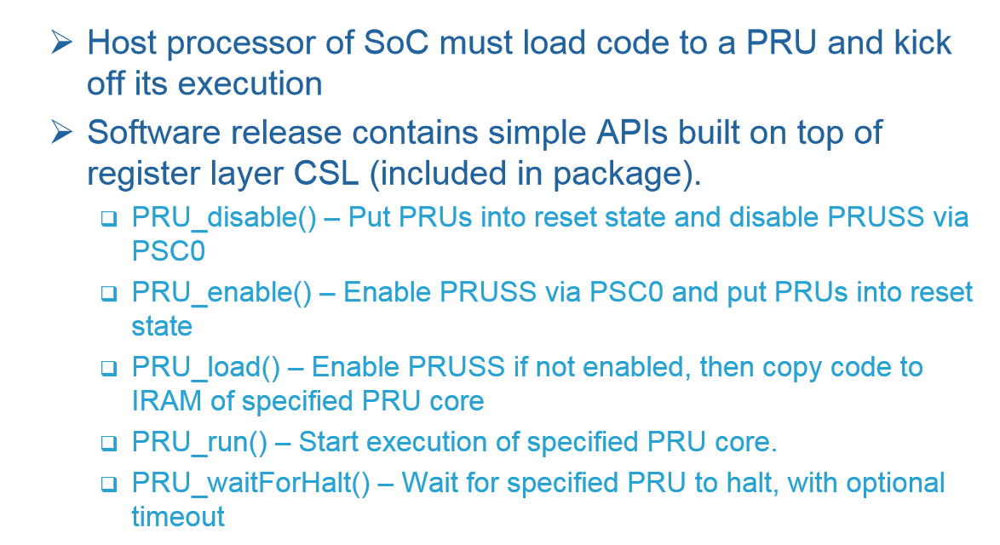 ➢ Host processor of SoC must load code to a PRU and kick
off its execution
➢ Software release contains simple APIs built on top of
register layer CSL (included in package).
❑ PRU_disable() – Put PRUs into reset state and disable PRUSS via
PSC0
❑ PRU_enable() – Enable PRUSS via PSC0 and put PRUs into reset
state
❑ PRU_load() – Enable PRUSS if not enabled, then copy code to
IRAM of specified PRU core
❑ PRU_run() – Start execution of specified PRU core.
❑ PRU_waitForHalt() – Wait for specified PRU to halt, with optional
timeout